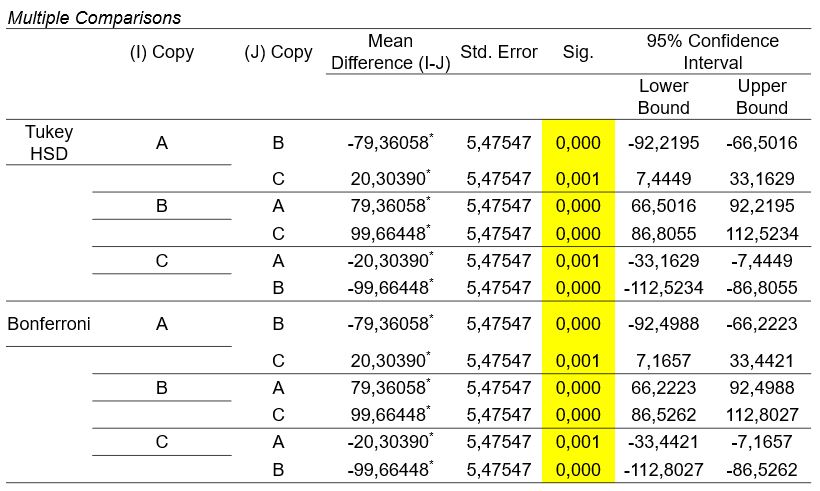 Multiple Comparisons
(I) Copy (J) Copy Mean Difference (I-J) Std. Error Sig. 95% Confidence Interval
Lower Bound Upper Bound
Tukey HSD A B -79,36058* 5,47547 0,000 -92,2195 -66,5016
C 20,30390* 5,47547 0,001 7,4449 33,1629
B A 79,36058* 5,47547 0,000 66,5016 92,2195
C 99,66448* 5,47547 0,000 86,8055 112,5234
C A -20,30390* 5,47547 0,001 -33,1629 -7,4449
B -99,66448* 5,47547 0,000 -112,5234 -86,8055
Bonferroni A B -79,36058* 5,47547 0,000 -92,4988 -66,2223
C 20,30390* 5,47547 0,001 7,1657 33,4421
B A 79,36058* 5,47547 0,000 66,2223 92,4988
C 99,66448* 5,47547 0,000 86,5262 112,8027
C A -20,30390* 5,47547 0,001 -33,4421 -7,1657
B -99,66448* 5,47547 0,000 -112,8027 -86,5262